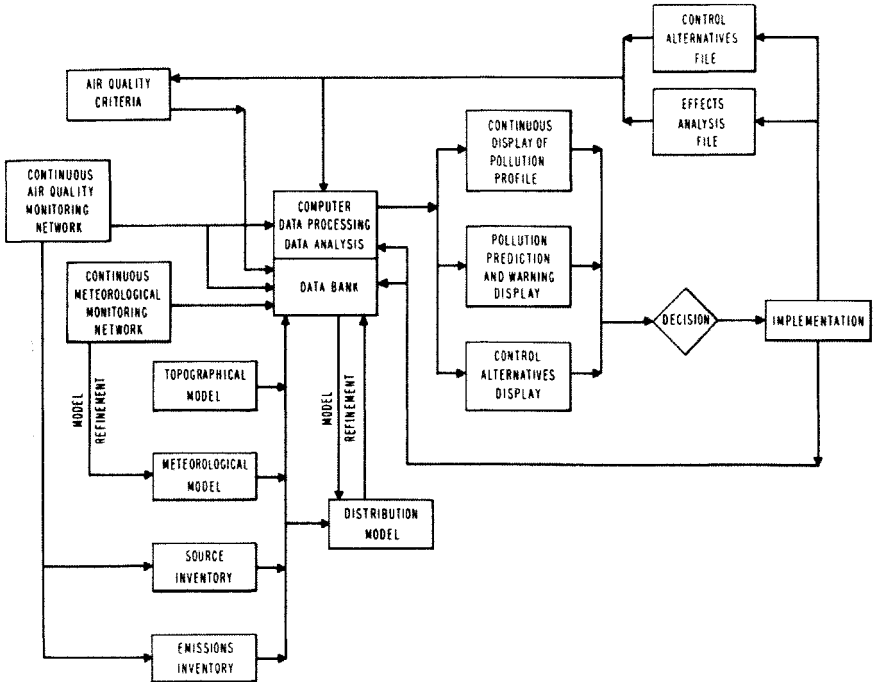 CONTROL
ALTERNATIVES
FILE
AIR QUALITY
CRITERIA
EFFECTS
ANALYSIS
FILE
CONTINUOUS
DISPLAY OF
POLLUTION
PROFILE
CONTINUOUS
AIR QUALITY
MONITORING
NETWORK
COMPUTER
DATA PROCESSING
DATA ANALYSIS
DATA BANK
POLLUTION
PREDICTION
AND WARNING
DISPLAY
CONTINUOUS
METEOROLOGICAL
MONITORING
NETWORK
DECISION
IMPLEMENTATION
TOPOGRAPHICAL
MODEL
CONTROL
ALTERNATIVES
DISPLAY
MODEL
REFINEMENT
MODEL
REFINEMENT
METEOROLOGICAL
MODEL
DISTRIBUTION
MODEL
SOURCE
INVENTORY
EMISSIONS
INVENTORY